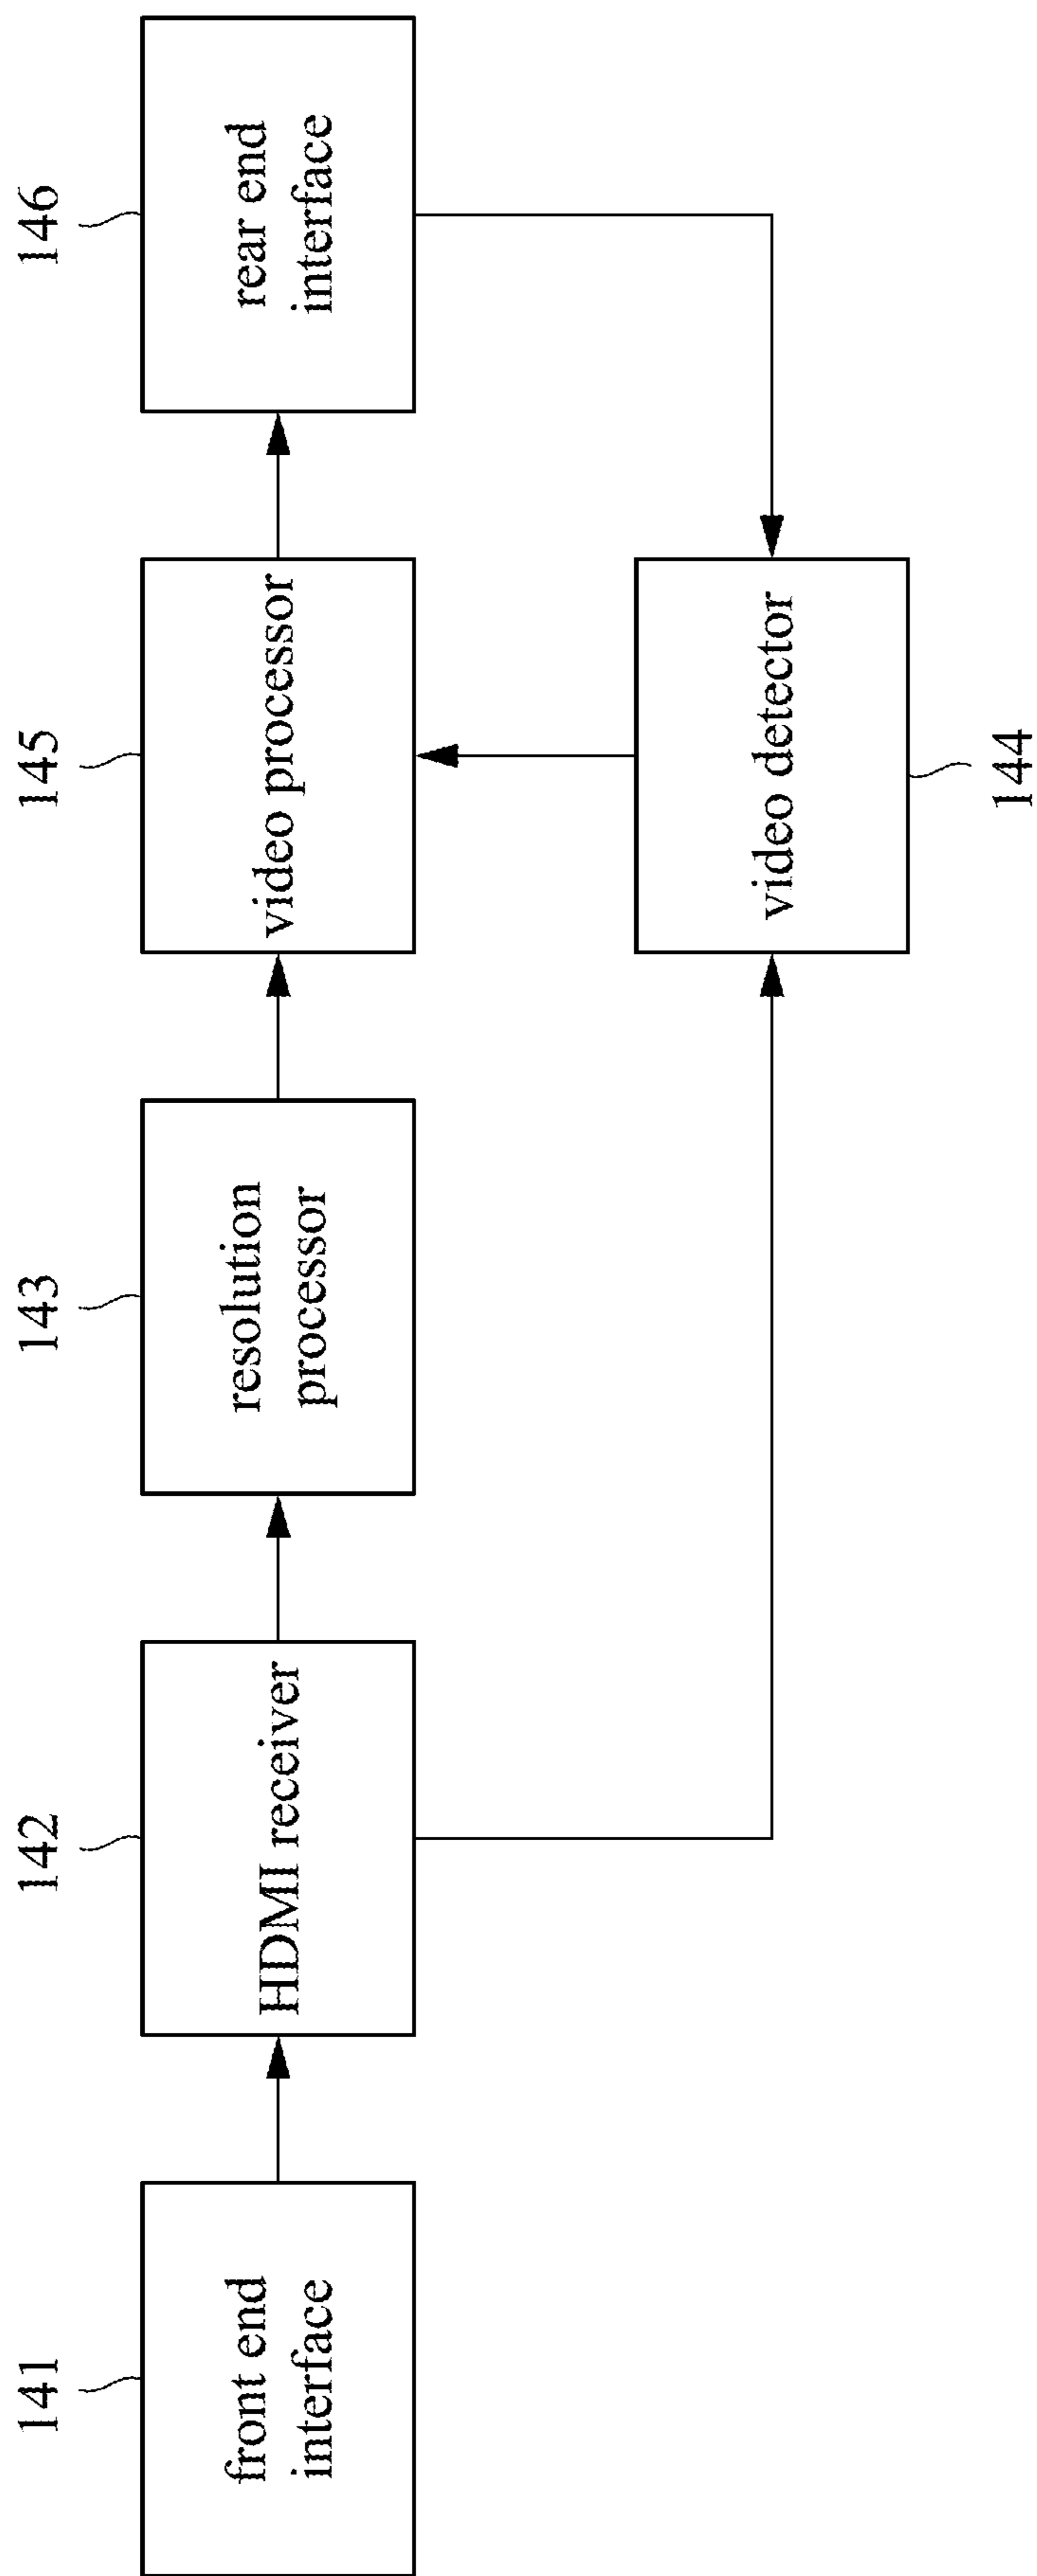 141
front end
interface
142
HDMI receiver
143
resolution
processor
145
video processor
146
rear end
interface
video detector
144